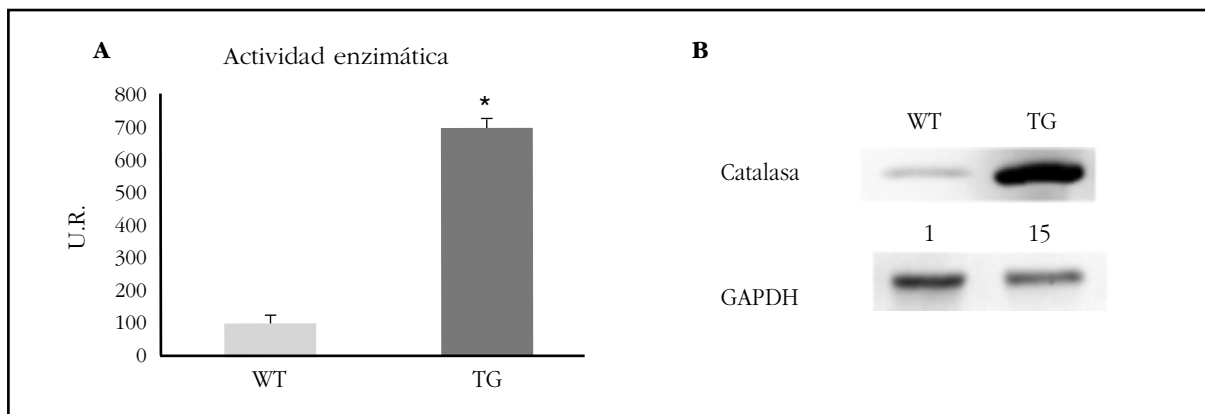 A
Actividad enzimática
800
700
600
500
400
300
200
100
0
U.R.
*
WT TG
B
WT TG
Catalasa
1 15
GAPDH